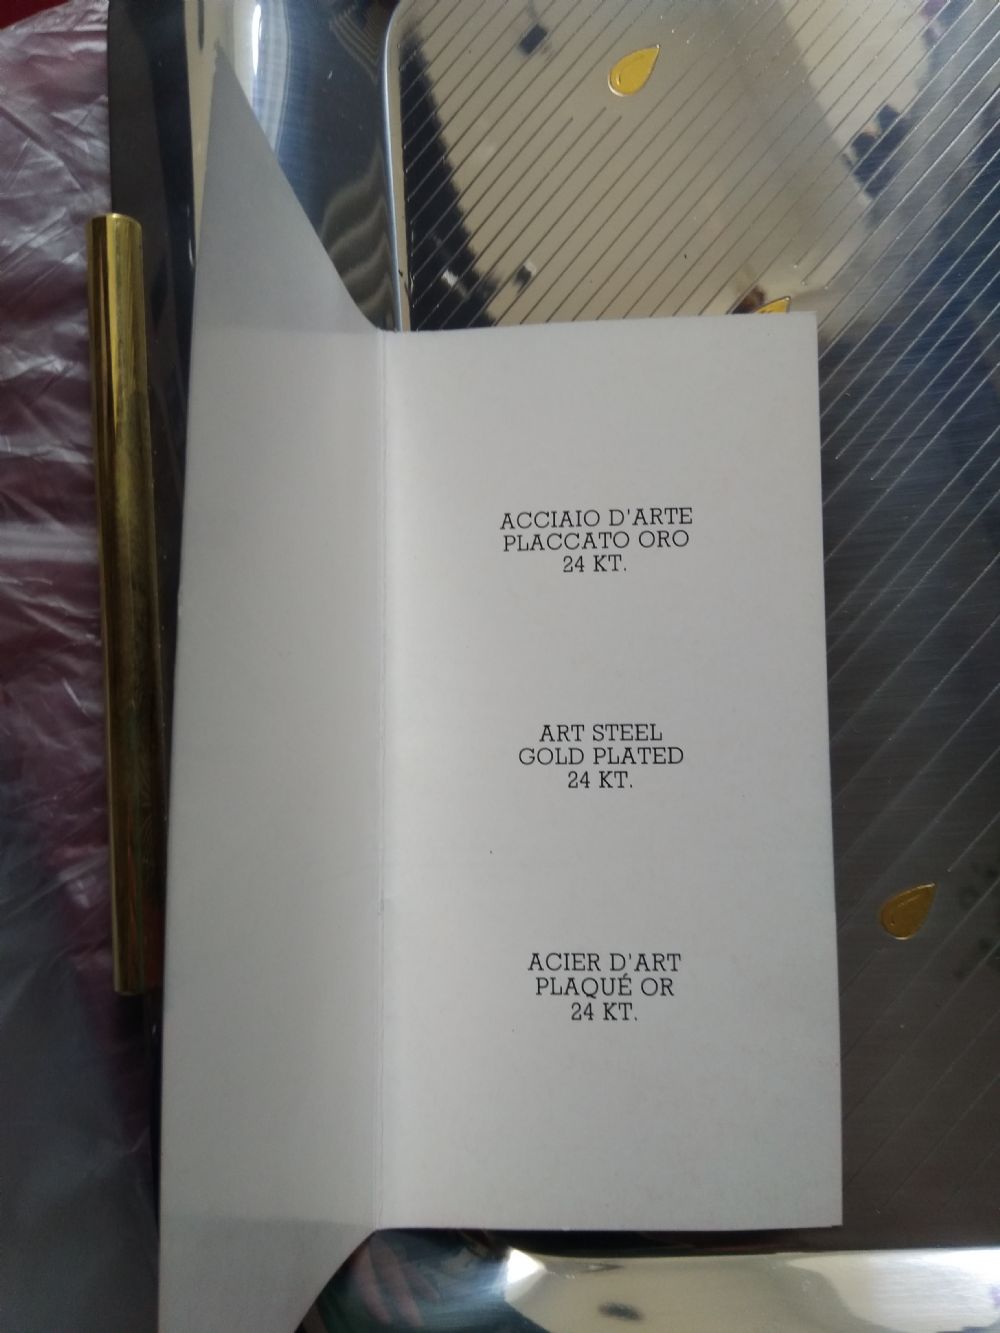 ACCIAIO D'ARTE
PLACCATO ORO
24 KT.
ART STEEL
GOLD PLATED
24 KT.
ACIER D'ART
PLAQUÉ OR
24 KT.